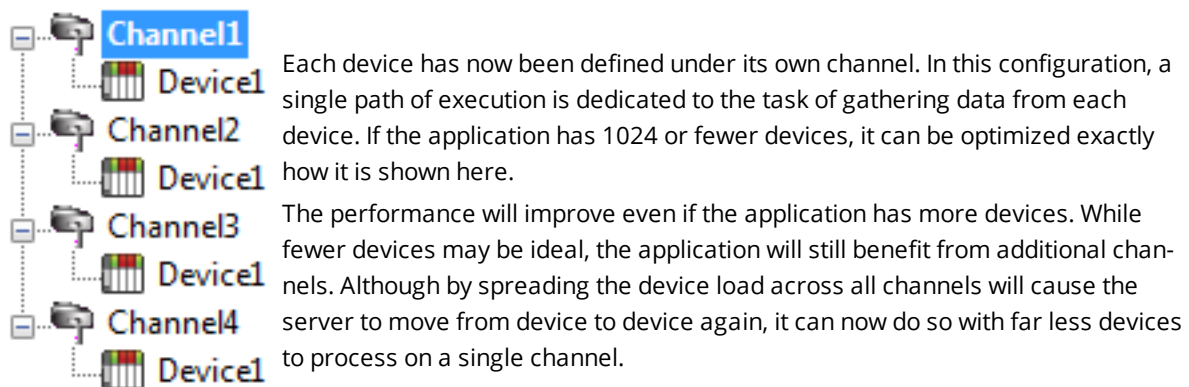 Channel1
Device1
Channel2
Device1
Channel3
Device1
Channel4
Device1
Each device has now been defined under its own channel. In this configuration, a
single path of execution is dedicated to the task of gathering data from each
device. If the application has 1024 or fewer devices, it can be optimized exactly
how it is shown here.
The performance will improve even if the application has more devices. While
fewer devices may be ideal, the application will still benefit from additional chan-
nels. Although by spreading the device load across all channels will cause the
server to move from device to device again, it can now do so with far less devices
to process on a single channel.